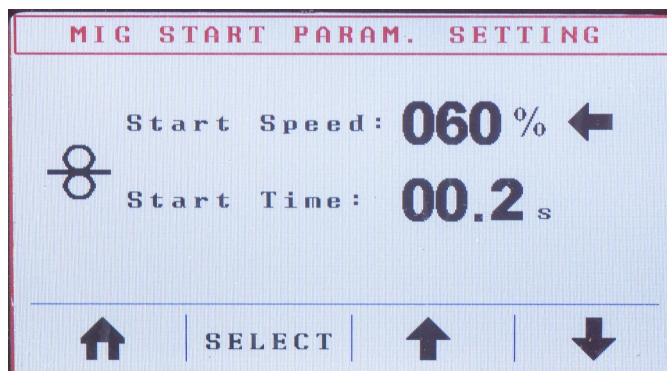 MIG START PARAM. SETTING
Start Speed: 060 %
Start Time: 00.2 s
SELECT